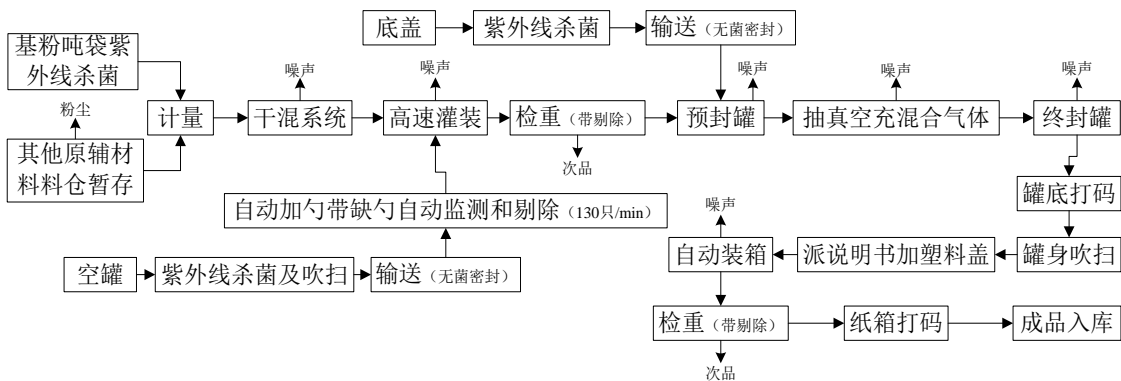 底盖
紫外线杀菌
输送（无菌密封）
基粉吨袋紫
外线杀菌
粉尘
其他原辅材
料料仓暂存
计量
噪声
干混系统
噪声
高速灌装
检重（带剔除）
次品
噪声
预封罐
噪声
抽真空充混合气体
噪声
终封罐
自动加勺带缺勺自动监测和剔除（130只/min）
空罐
紫外线杀菌及吹扫
输送（无菌密封）
罐底打码
罐身吹扫
派说明书加塑料盖
噪声
自动装箱
检重（带剔除）
次品
纸箱打码
成品入库